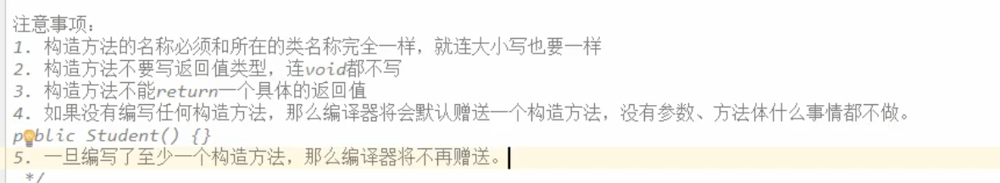 注意事项：
1. 构造方法的名称必须和所在的类名称完全一样，就连大小写也要一样
2. 构造方法不要写返回值类型，连void都不写
3. 构造方法不能return一个具体的返回值
4. 如果没有编写任何构造方法，那么编译器将会默认赠送一个构造方法，没有参数、方法体什么事情都不做。
public Student() {}
5. 一旦编写了至少一个构造方法，那么编译器将不再赠送。
*/